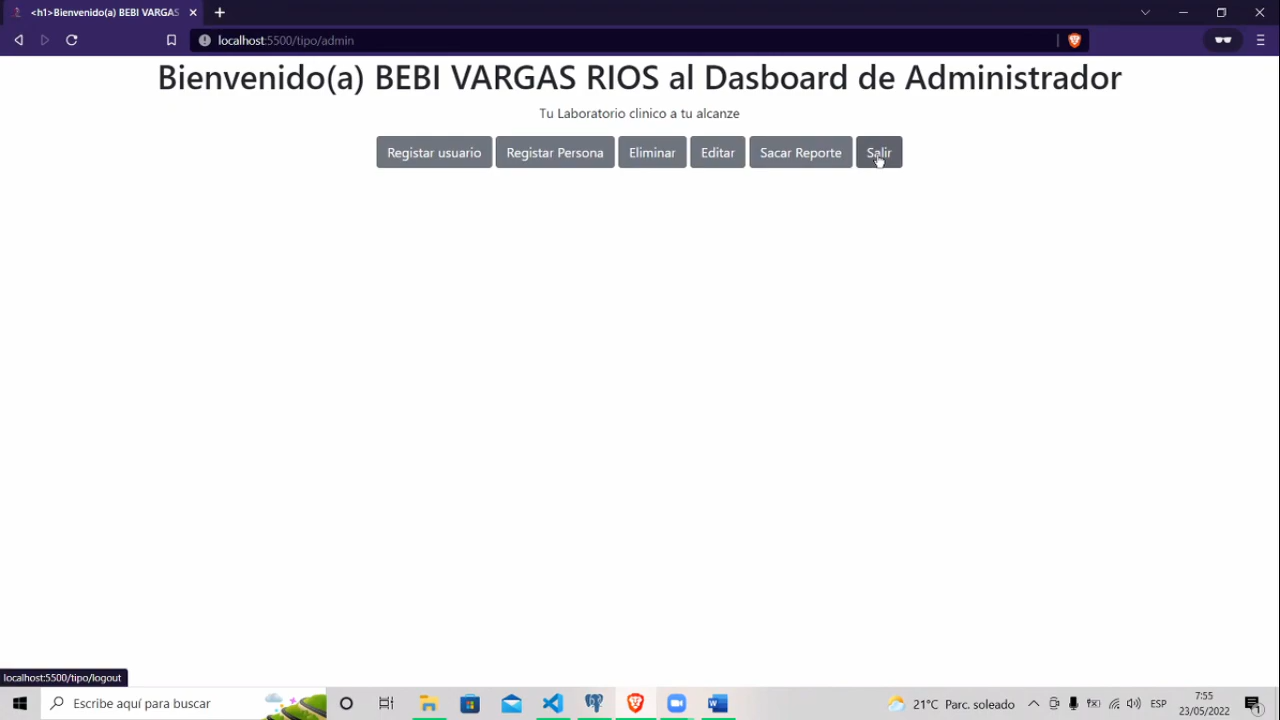 <h1>Bienvenido(a) BEBI VARGAS
localhost:5500/tipo/admin
Bienvenido(a) BEBI VARGAS RIOS al Dasboard de Administrador
Tu Laboratorio clinico a tu alcanze
Registar usuario Registar Persona Eliminar Editar Sacar Reporte Salir
localhost:5500/tipo/logout
Escribe aquí para buscar
21°C Parc. soleado
ESP
7:55
23/05/2022
1